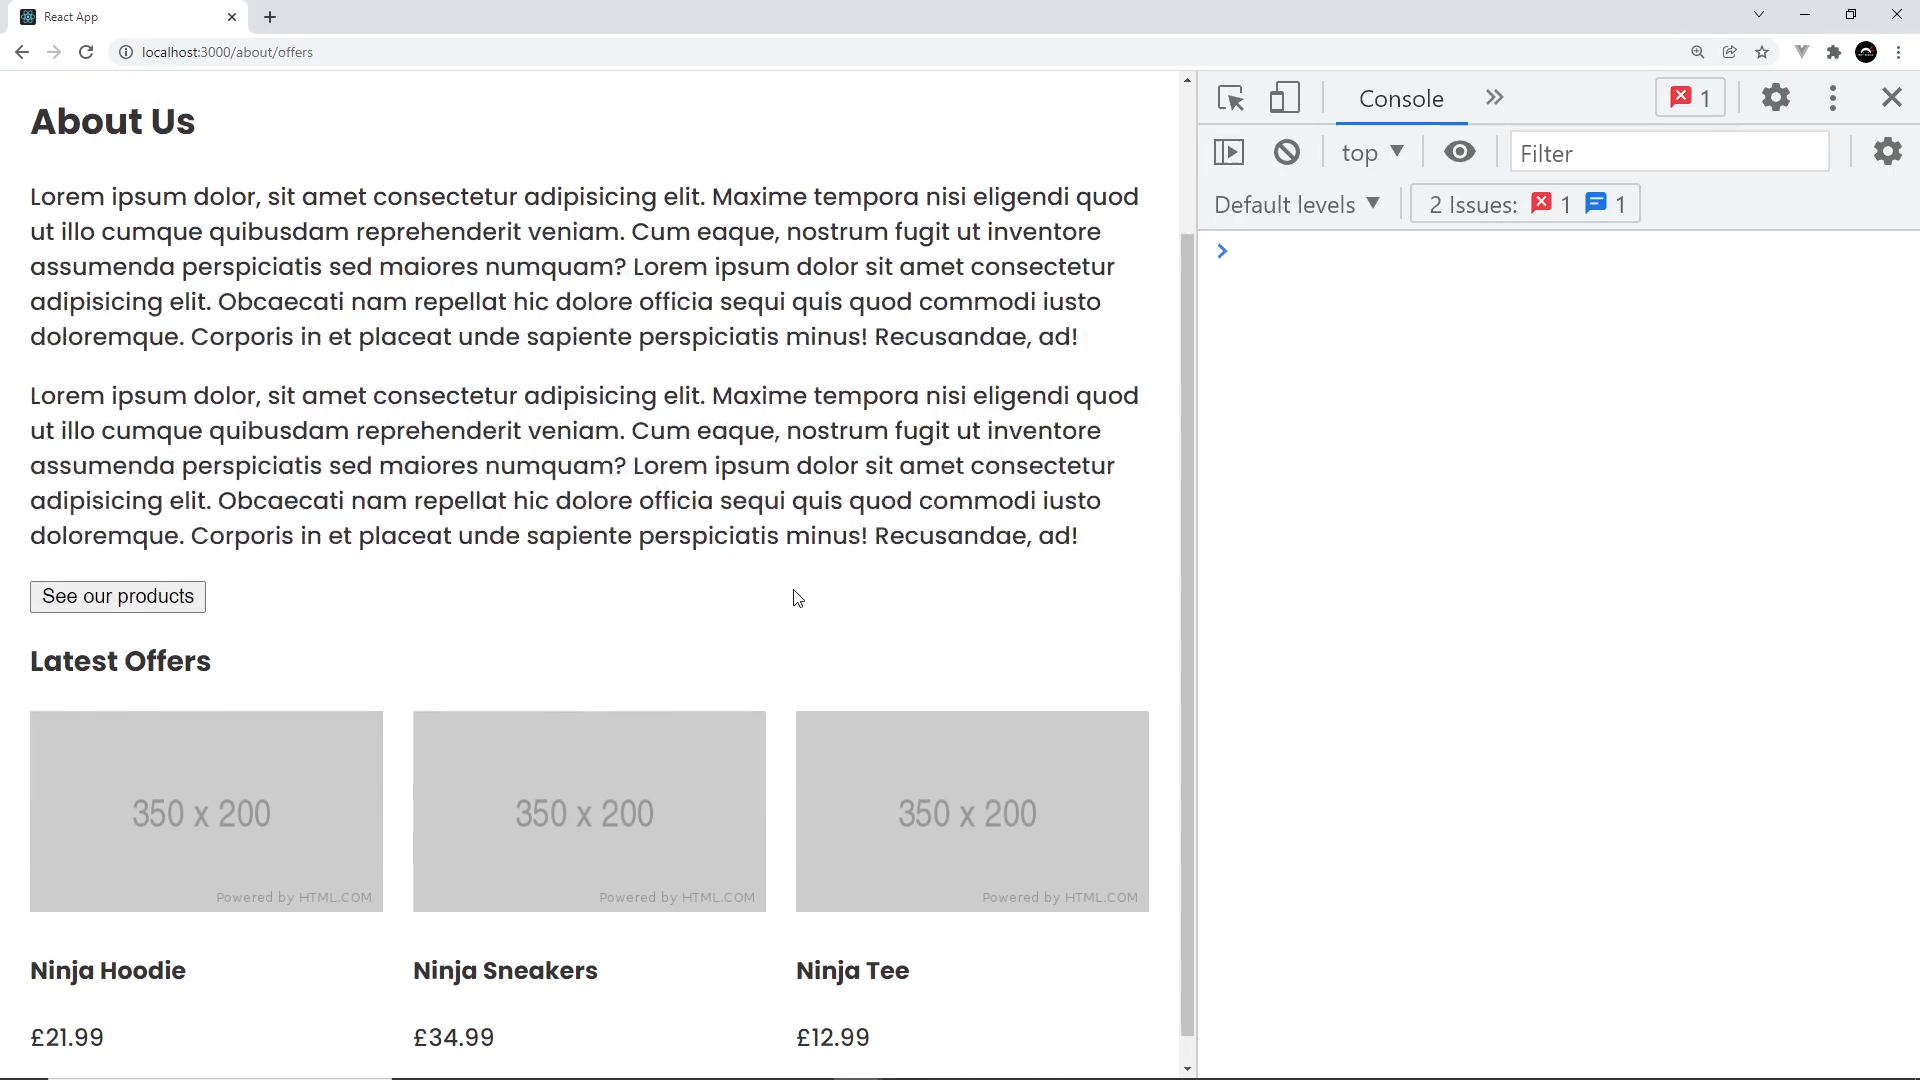 React App
localhost:3000/about/offers
About Us
Lorem ipsum dolor, sit amet consectetur adipisicing elit. Maxime tempora nisi eligendi quod
ut illo cumque quibusdam reprehenderit veniam. Cum eaque, nostrum fugit ut inventore
assumenda perspiciatis sed maiores numquam? Lorem ipsum dolor sit amet consectetur
adipisicing elit. Obcaecati nam repellat hic dolore officia sequi quis quod commodi iusto
doloremque. Corporis in et placeat unde sapiente perspiciatis minus! Recusandae, ad!
Lorem ipsum dolor, sit amet consectetur adipisicing elit. Maxime tempora nisi eligendi quod
ut illo cumque quibusdam reprehenderit veniam. Cum eaque, nostrum fugit ut inventore
assumenda perspiciatis sed maiores numquam? Lorem ipsum dolor sit amet consectetur
adipisicing elit. Obcaecati nam repellat hic dolore officia sequi quis quod commodi iusto
doloremque. Corporis in et placeat unde sapiente perspiciatis minus! Recusandae, ad!
See our products
Latest Offers
350 x 200
Powered by HTML.COM
350 x 200
Powered by HTML.COM
350 x 200
Powered by HTML.COM
Ninja Hoodie
Ninja Sneakers
Ninja Tee
£21.99
£34.99
£12.99
Console
1
top
Filter
Default levels
2 Issues: 1 1